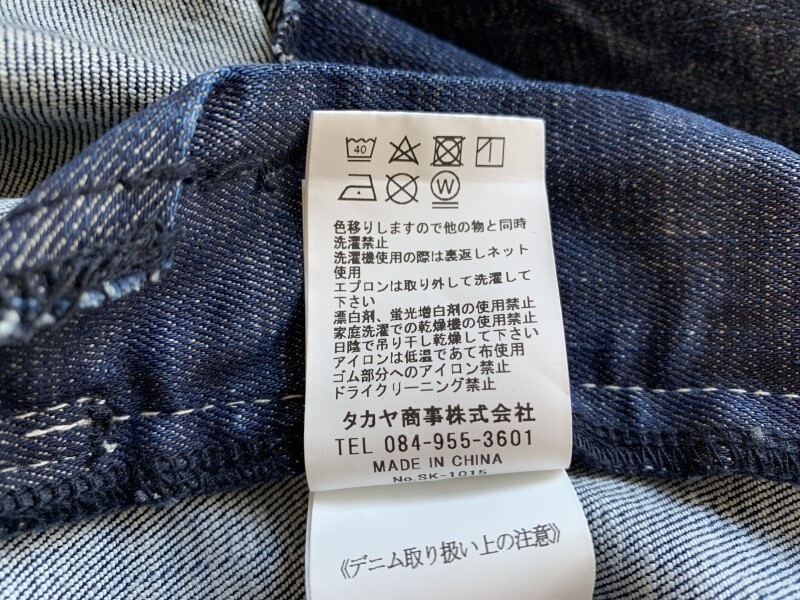 40
W
色移りしますので他の物と同時
洗濯禁止
洗濯機使用の際は裏返しネット
使用
エプロンは取り外して洗濯して
下さい
漂白剤、蛍光増白剤の使用禁止
家庭洗濯での乾燥機の使用禁止
日陰で吊り干し乾燥して下さい
アイロンは低温であて布使用
ゴム部分へのアイロン禁止
ドライクリーニング禁止
タカヤ商事株式会社
TEL 084-955-3601
MADE IN CHINA
No.SK-1015
《デニム取り扱い上の注意》